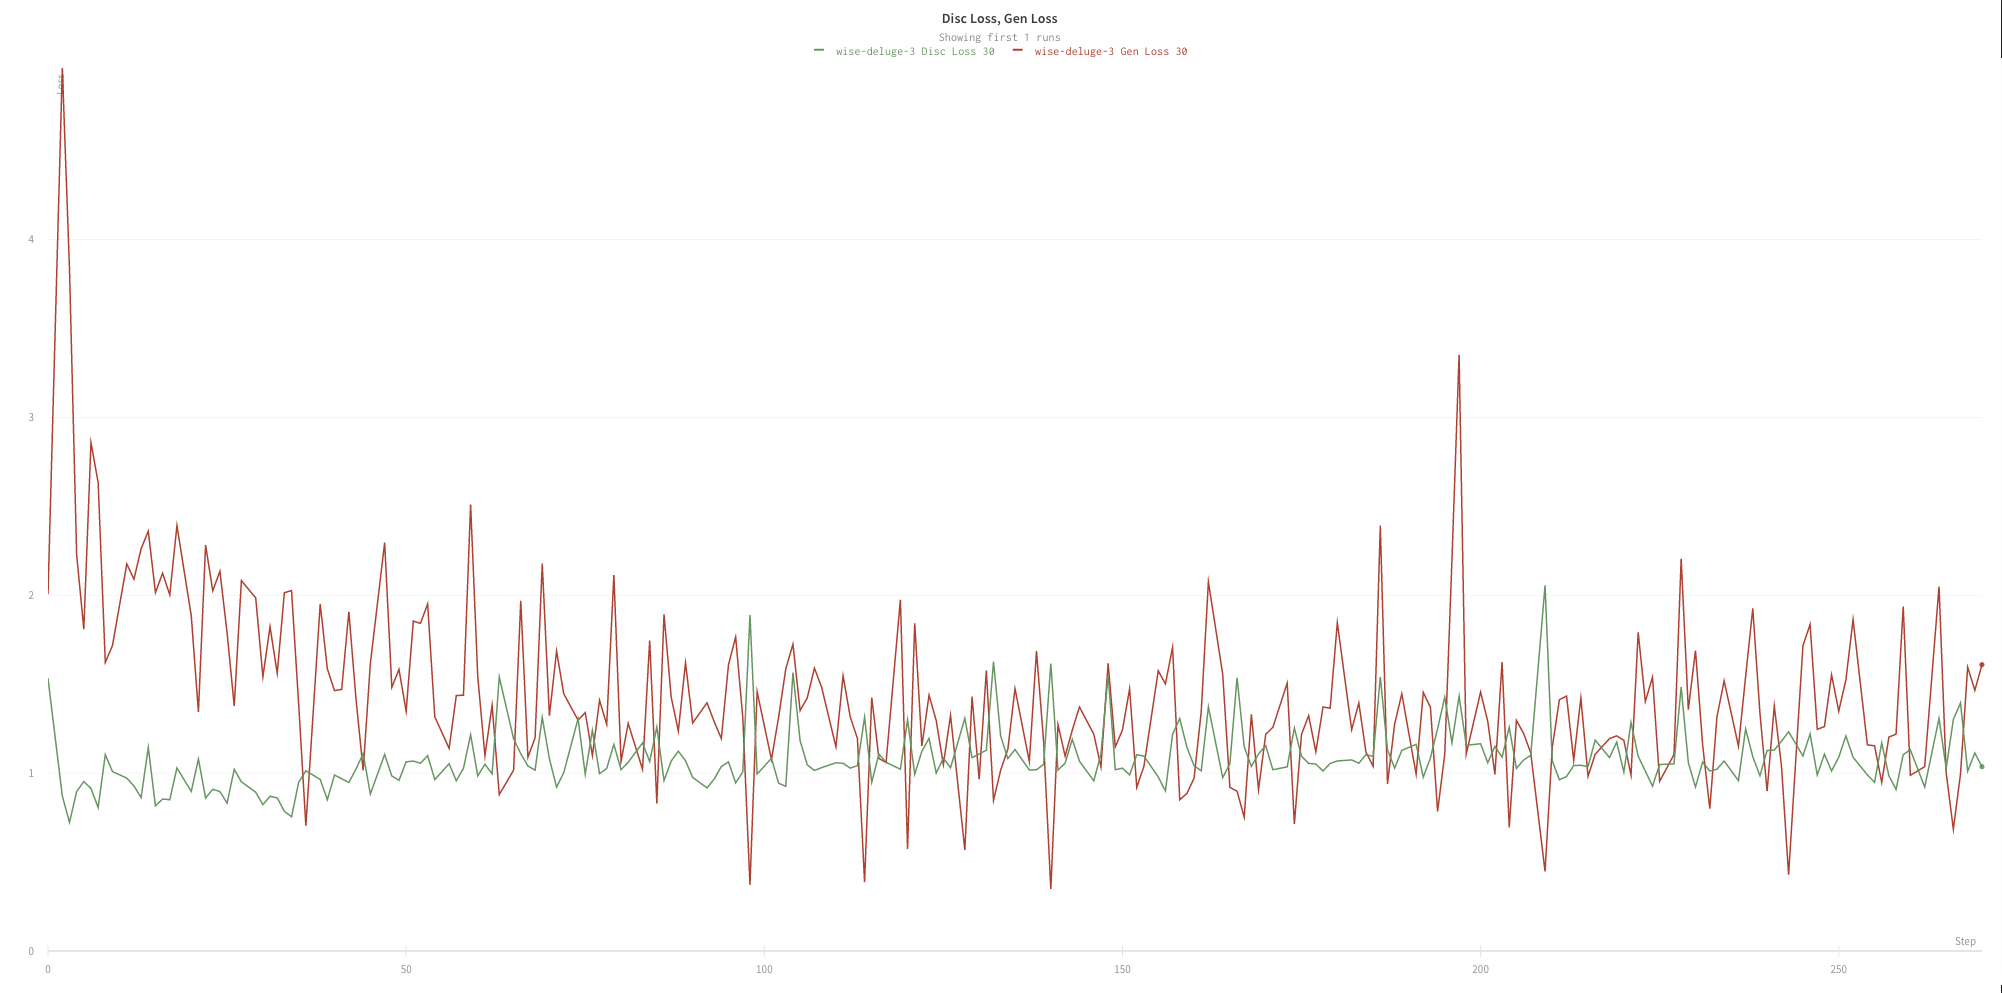 Disc Loss, Gen Loss
Showing first 1 runs
wise-deluge-3 Disc Loss 30 wise-deluge-3 Gen Loss 30
Loss
4
3
2
1
0
Step
0 50 100 150 200 250